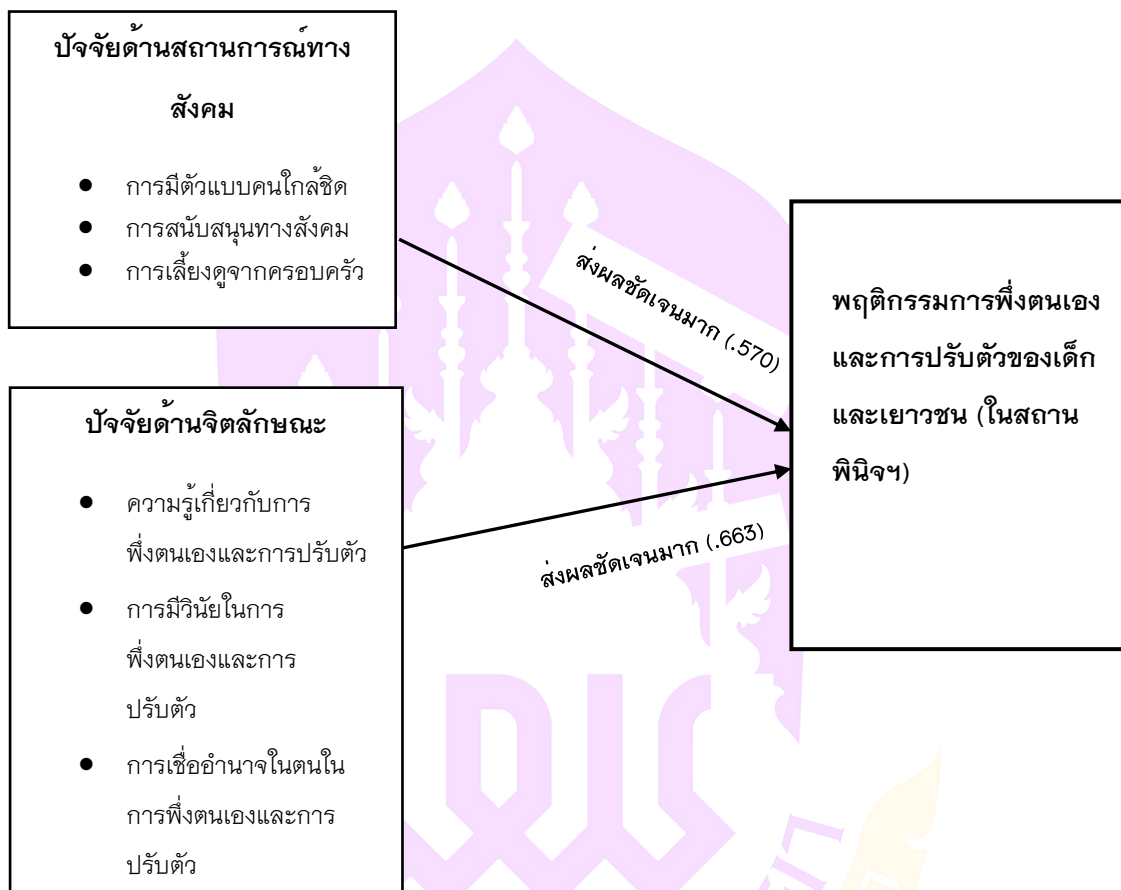 ปัจจัยด้านสถานการณ์ทาง
สังคม
● การมีตัวแบบคนใกล้ชิด
● การสนับสนุนทางสังคม
● การเลี้ยงดูจากครอบครัว
ส่งผลชัดเจนมาก (.570)
ปัจจัยด้านจิตลักษณะ
● ความรู้เกี่ยวกับการ
พึ่งตนเองและการปรับตัว
● การมีวินัยในการ
พึ่งตนเองและการ
ปรับตัว
● การเชื่ออำนาจในตนใน
การพึ่งตนเองและการ
ปรับตัว
ส่งผลชัดเจนมาก (.663)
พฤติกรรมการพึ่งตนเอง
และการปรับตัวของเด็ก
และเยาวชน (ในสถาน
พินิจฯ)